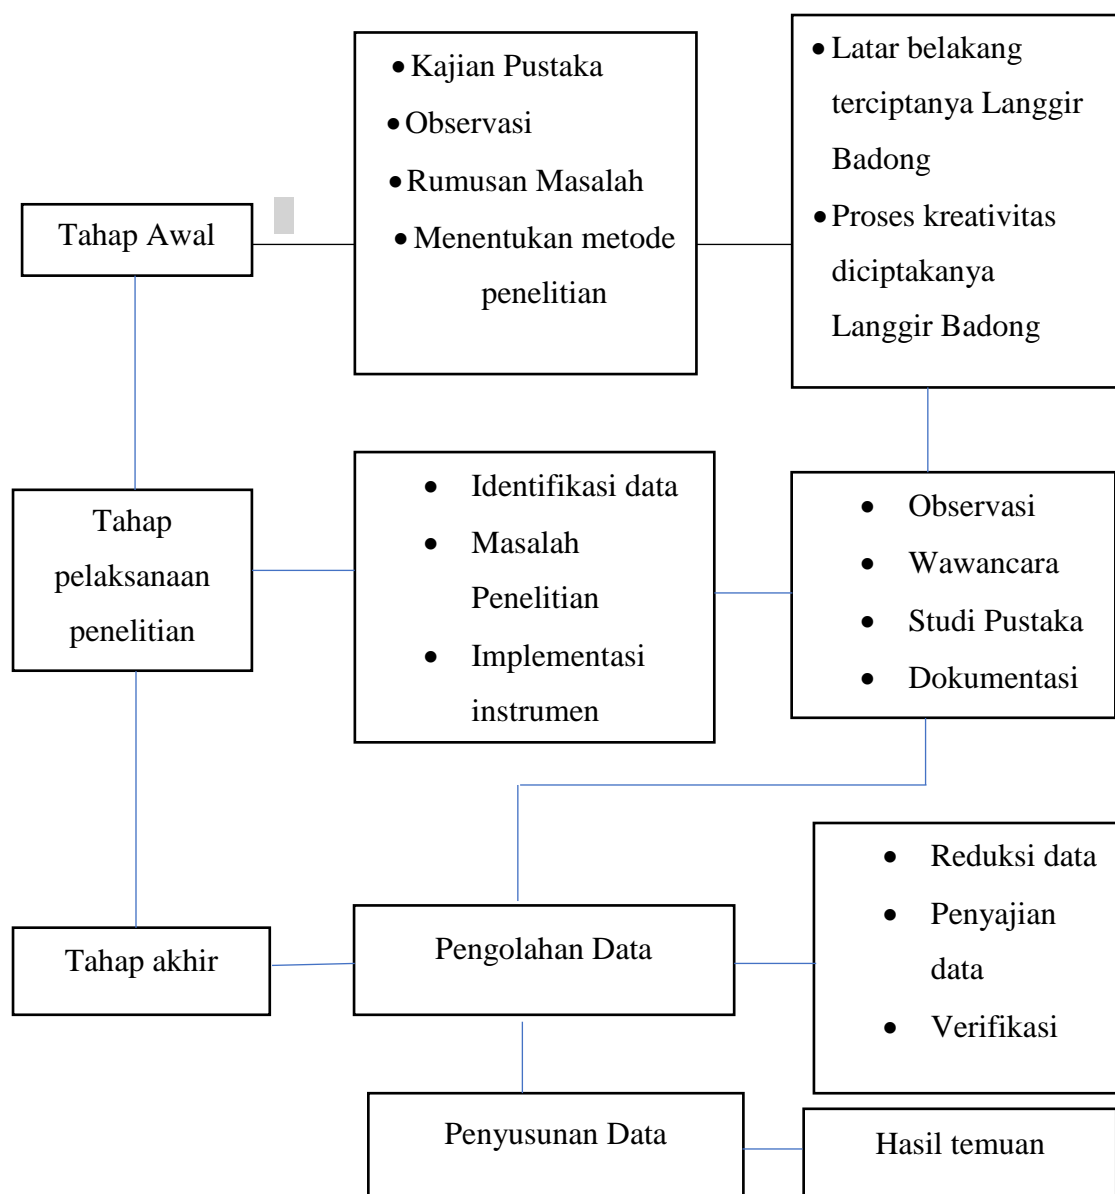 Tahap Awal
• Kajian Pustaka
• Observasi
• Rumusan Masalah
• Menentukan metode
penelitian
• Latar belakang
terciptanya Langgir
Badong
• Proses kreativitas
diciptakanya
Langgir Badong
Tahap
pelaksanaan
penelitian
• Identifikasi data
• Masalah
Penelitian
• Implementasi
instrumen
• Observasi
• Wawancara
• Studi Pustaka
• Dokumentasi
Tahap akhir
Pengolahan Data
• Reduksi data
• Penyajian
data
• Verifikasi
Penyusunan Data
Hasil temuan